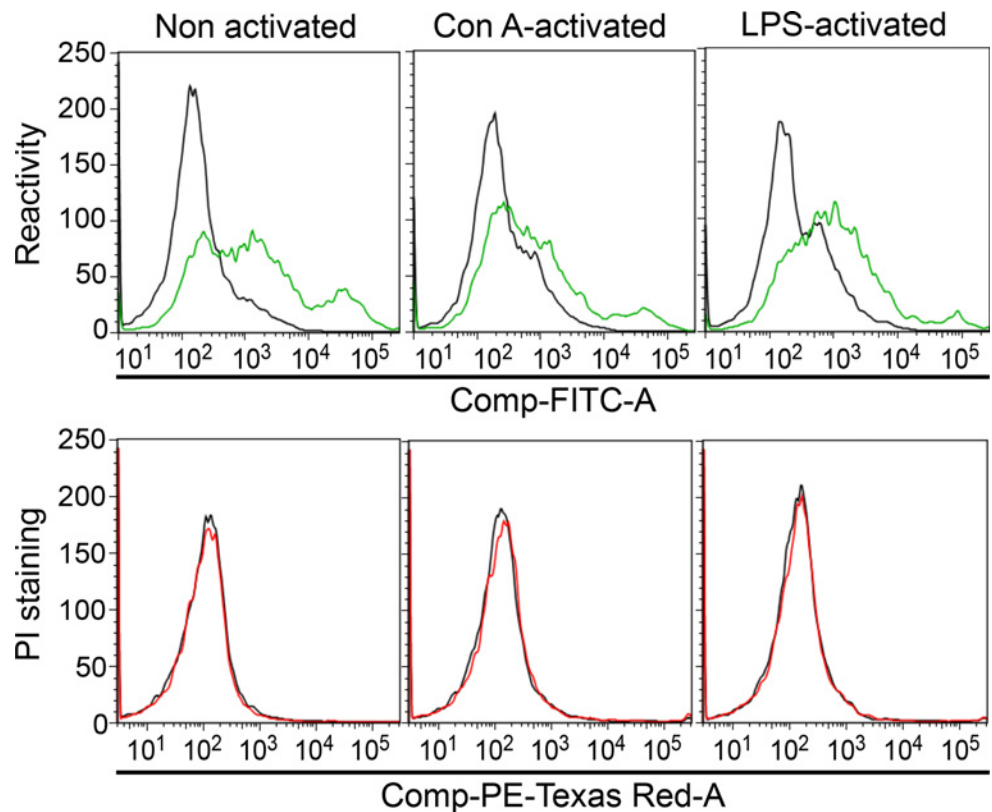 Non activated Con A-activated LPS-activated
Reactivity
250
200
150
100
50
0
10¹ 10² 10³ 10⁴ 10⁵ 10¹ 10² 10³ 10⁴ 10⁵ 10¹ 10² 10³ 10⁴ 10⁵
Comp-FITC-A
PI staining
250
200
150
100
50
0
10¹ 10² 10³ 10⁴ 10⁵ 10¹ 10² 10³ 10⁴ 10⁵ 10¹ 10² 10³ 10⁴ 10⁵
Comp-PE-Texas Red-A